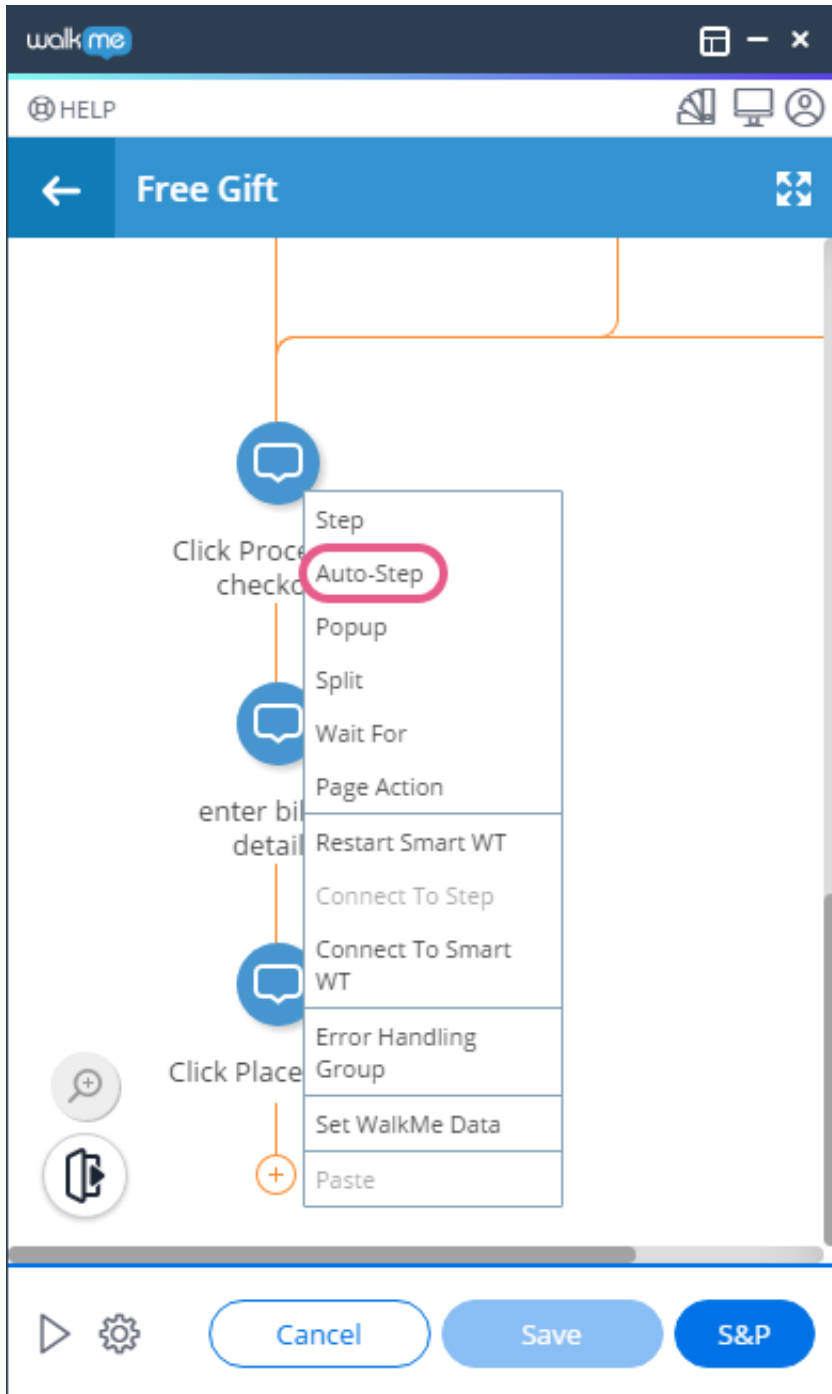 walkme
HELP
Free Gift
Click Proce
checko
Step
Auto-Step
Popup
Split
Wait For
Page Action
enter bil
detail
Restart Smart WT
Connect To Step
Connect To Smart
WT
Click Place
Error Handling
Group
Set WalkMe Data
Paste
Cancel
Save
S&P